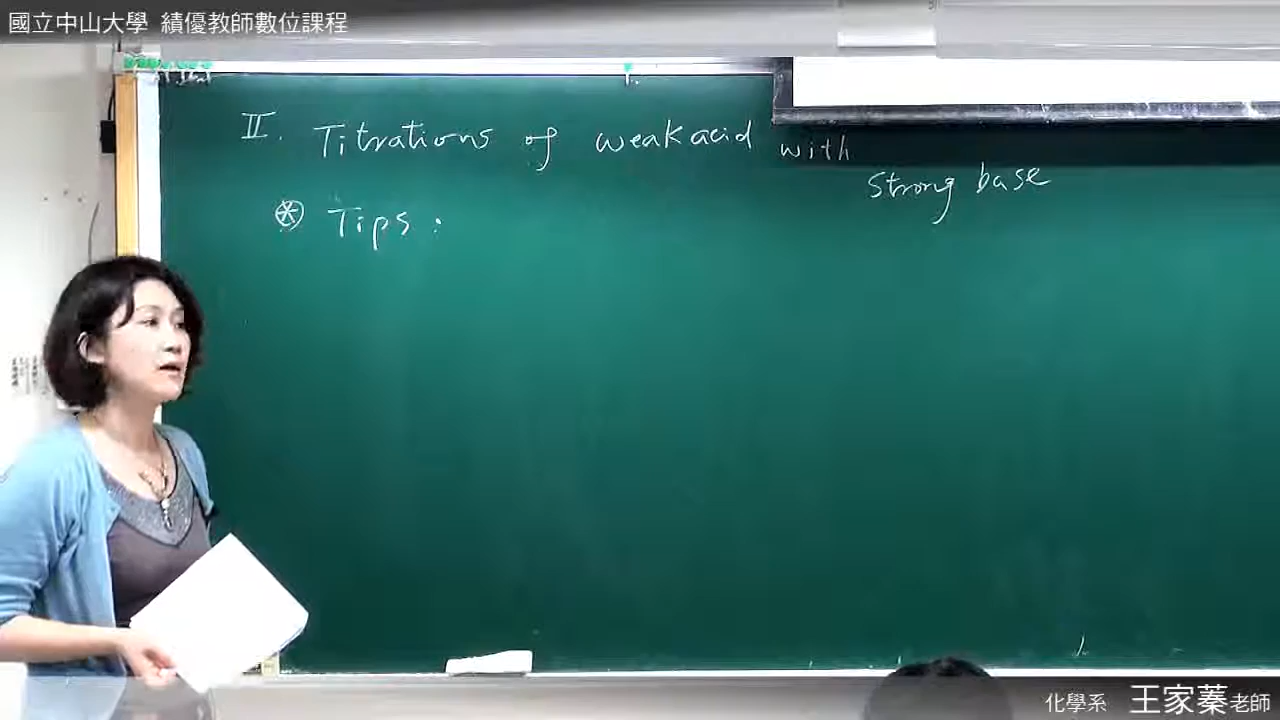 國立中山大學 績優教師數位課程
II. Titrations of weak acid with
strong base
⊛ Tips:
化學系 王家蓁老師